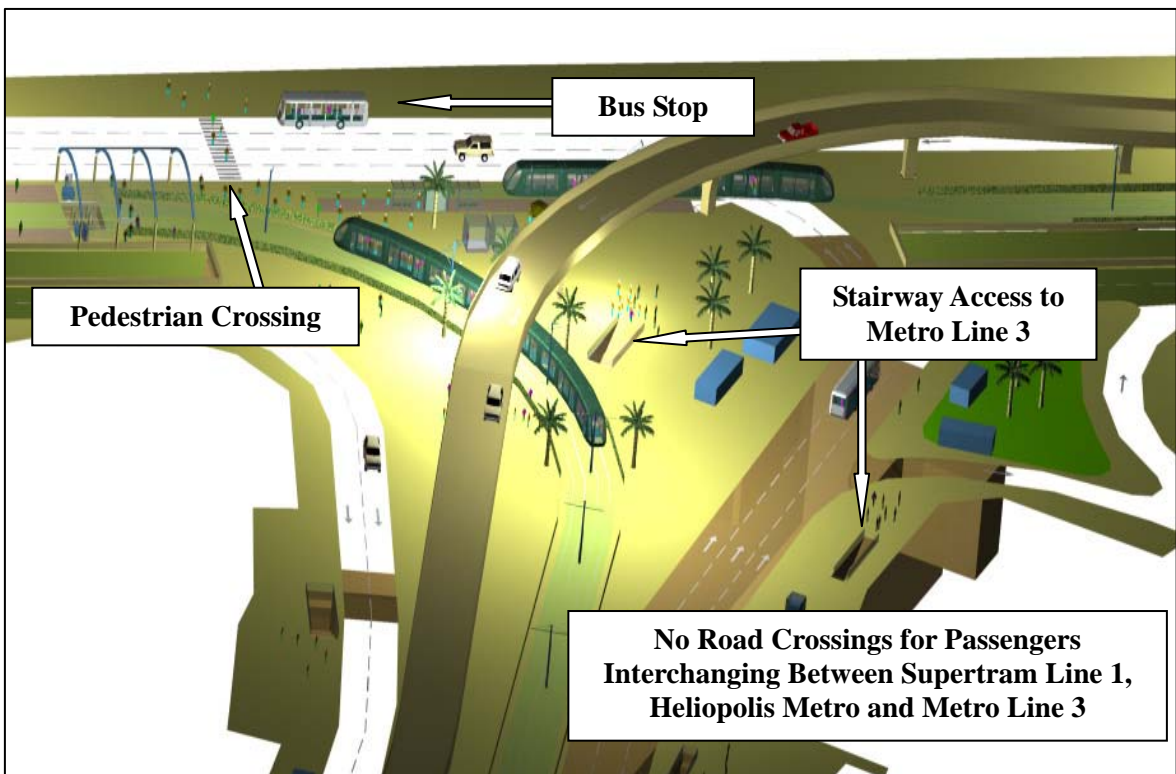 Bus Stop
Pedestrian Crossing
Stairway Access to
Metro Line 3
No Road Crossings for Passengers
Interchanging Between Supertram Line 1,
Heliopolis Metro and Metro Line 3